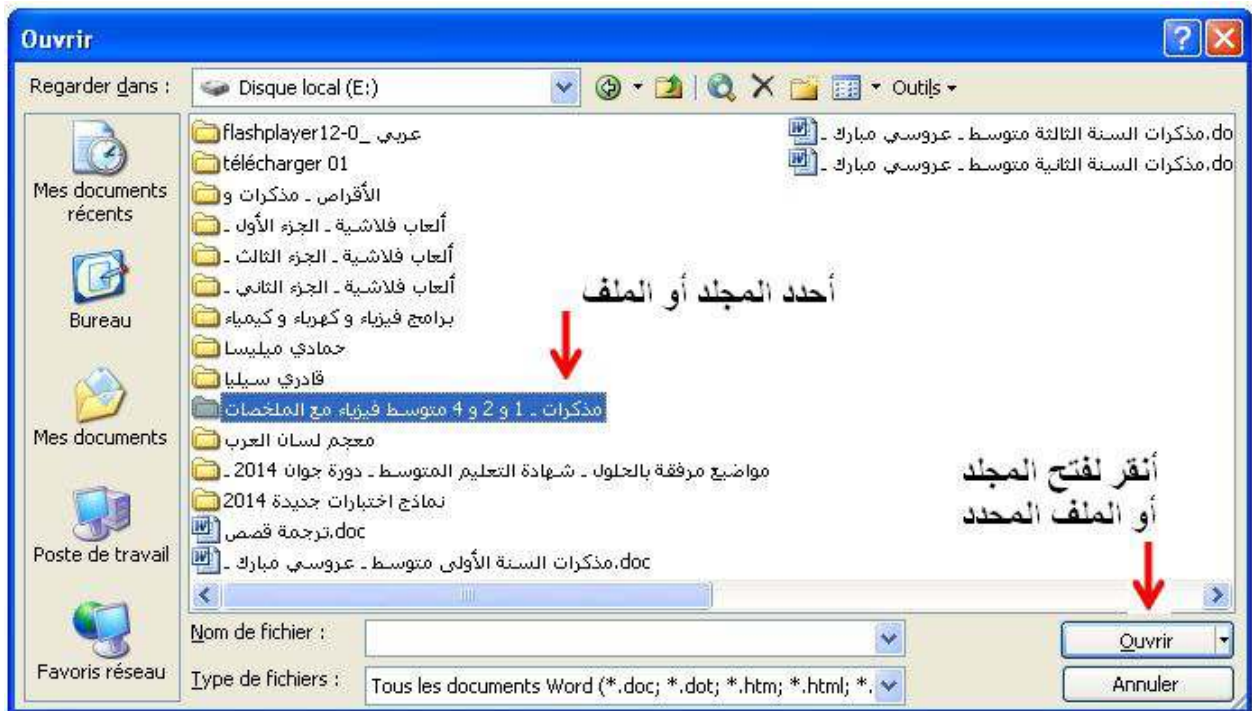 Ouvrir
Regarder dans :
Disque local (E:)
Outils
Mes documents récents
Bureau
Mes documents
Poste de travail
Favoris réseau
flashplayer12-0_ عربي
télécharger 01
الأقراص ـ مذكرات و
ألعاب فلاشية ـ الجزء الأول ـ
ألعاب فلاشية ـ الجزء الثالث ـ
ألعاب فلاشية ـ الجزء الثاني ـ
برامج فيزياء و كهرباء و كيمياء
حمادي ميليسا
قادري سيليا
مذكرات ـ 1 و 2 و 4 متوسط فيزياء مع الملخصات
معجم لسان العرب
مواضيع مرفقة بالحلول ـ شهادة التعليم المتوسط ـ دورة جوان 2014 ـ
نماذج اختبارات جديدة 2014
ترجمة قصص.doc
مذكرات السنة الأولى متوسط ـ عروسي مبارك ـ.doc
مذكرات السنة الثالثة متوسط ـ عروسي مبارك ـ.do
مذكرات السنة الثانية متوسط ـ عروسي مبارك ـ.do
أحدد المجلد أو الملف
أنقر لفتح المجلد
أو الملف المحدد
Nom de fichier :
Type de fichiers :
Tous les documents Word (*.doc; *.dot; *.htm; *.html; *.
Ouvrir
Annuler